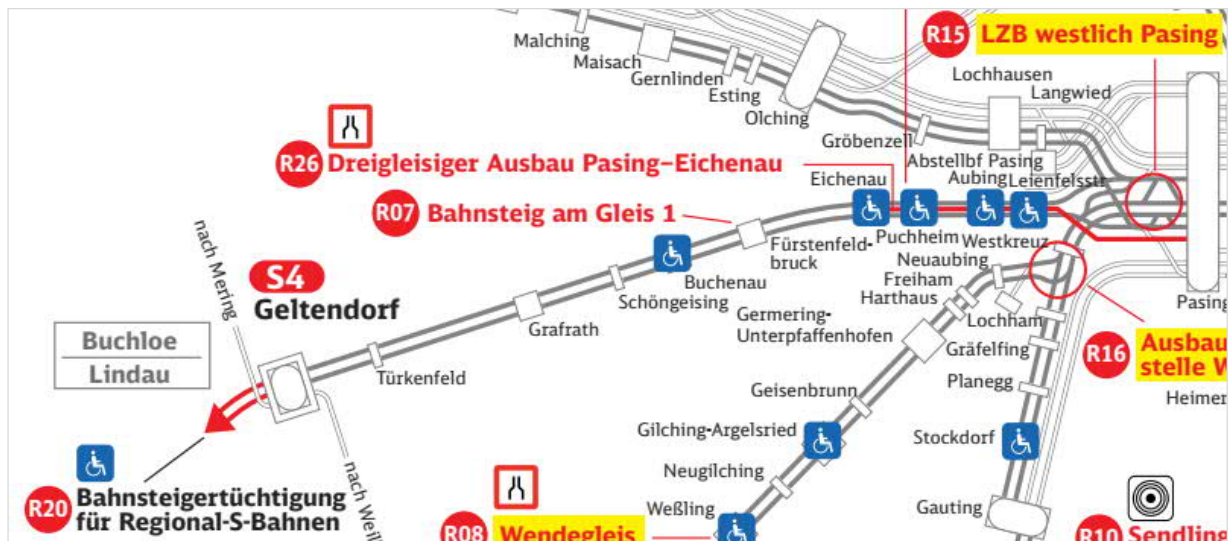 R15 LZB westlich Pasing
Malching
Maisach
Gernlinden
Esting
Olching
Lochhausen
Langwied
Gröbenzell
Abstellbf Pasing
R26 Dreigleisiger Ausbau Pasing–Eichenau
Eichenau
Aubing
Leienfelsstr
R07 Bahnsteig am Gleis 1
Puchheim
Westkreuz
Fürstenfeld-
bruck
Neuaubing
Freiham
Harthaus
nach Mering
S4
Geltendorf
Buchenau
Schöngeising
Germering-
Unterpfaffenhofen
Lochham
Pasing
Grafrath
Buchloe
Lindau
Gräfelfing
R16 Ausbau
stelle W
Türkenfeld
Geisenbrunn
Planegg
Heimer
Gilching-Argelsried
Stockdorf
R20 Bahnsteigertüchtigung
für Regional-S-Bahnen
nach Weil
Neugilching
Weßling
Gauting
R08 Wendegleis
R10 Sendling